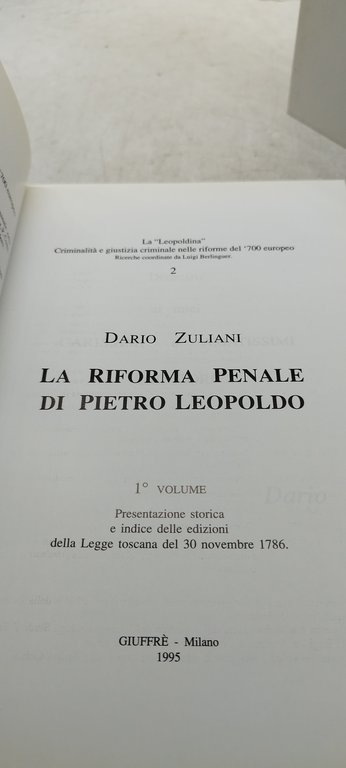 La "Leopoldina"
Criminalità e giustizia criminale nelle riforme del '700 europeo
Ricerche coordinate da Luigi Berlinguer.
2
DARIO ZULIANI
LA RIFORMA PENALE
DI PIETRO LEOPOLDO
1° VOLUME
Presentazione storica
e indice delle edizioni
della Legge toscana del 30 novembre 1786.
GIUFFRÈ - Milano
1995
Dario